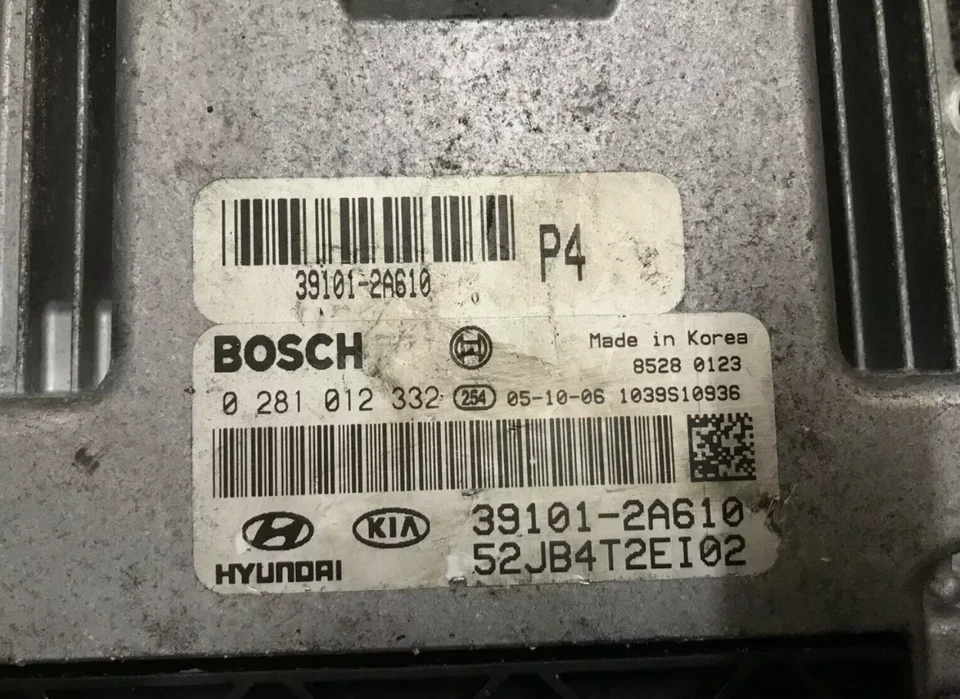 39101-2A610
P4
BOSCH
Made in Korea
8528 0123
0 281 012 332 254 05-10-06 1039S10936
HYUNDAI
KIA
39101-2A610
52JB4T2EI02